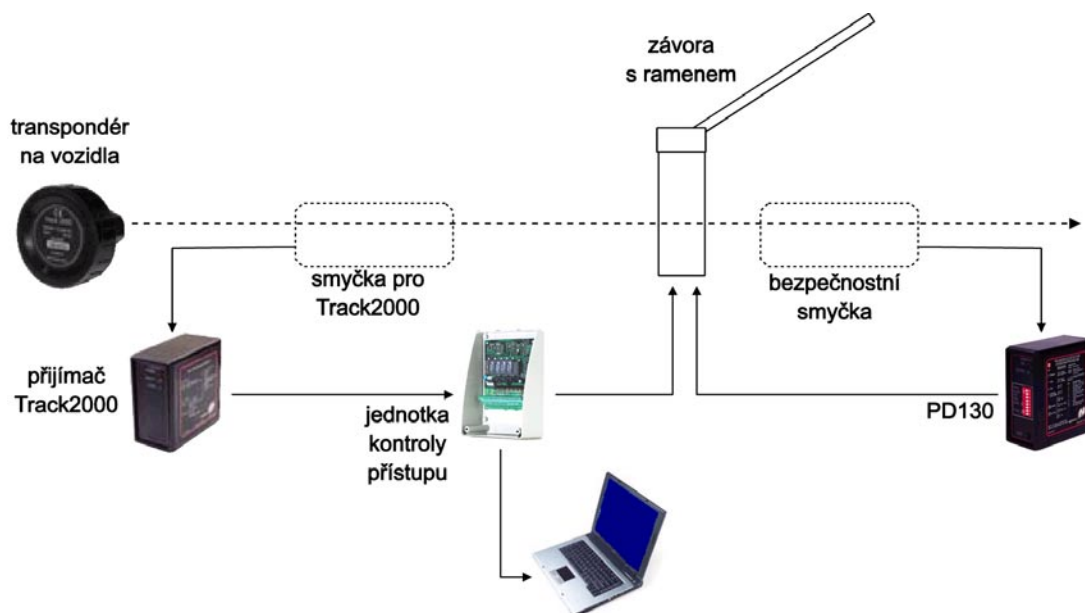 závora
s ramenem
transpondér
na vozidla
smyčka pro
Track2000
bezpečnostní
smyčka
přijímač
Track2000
jednotka
kontroly
přístupu
PD130